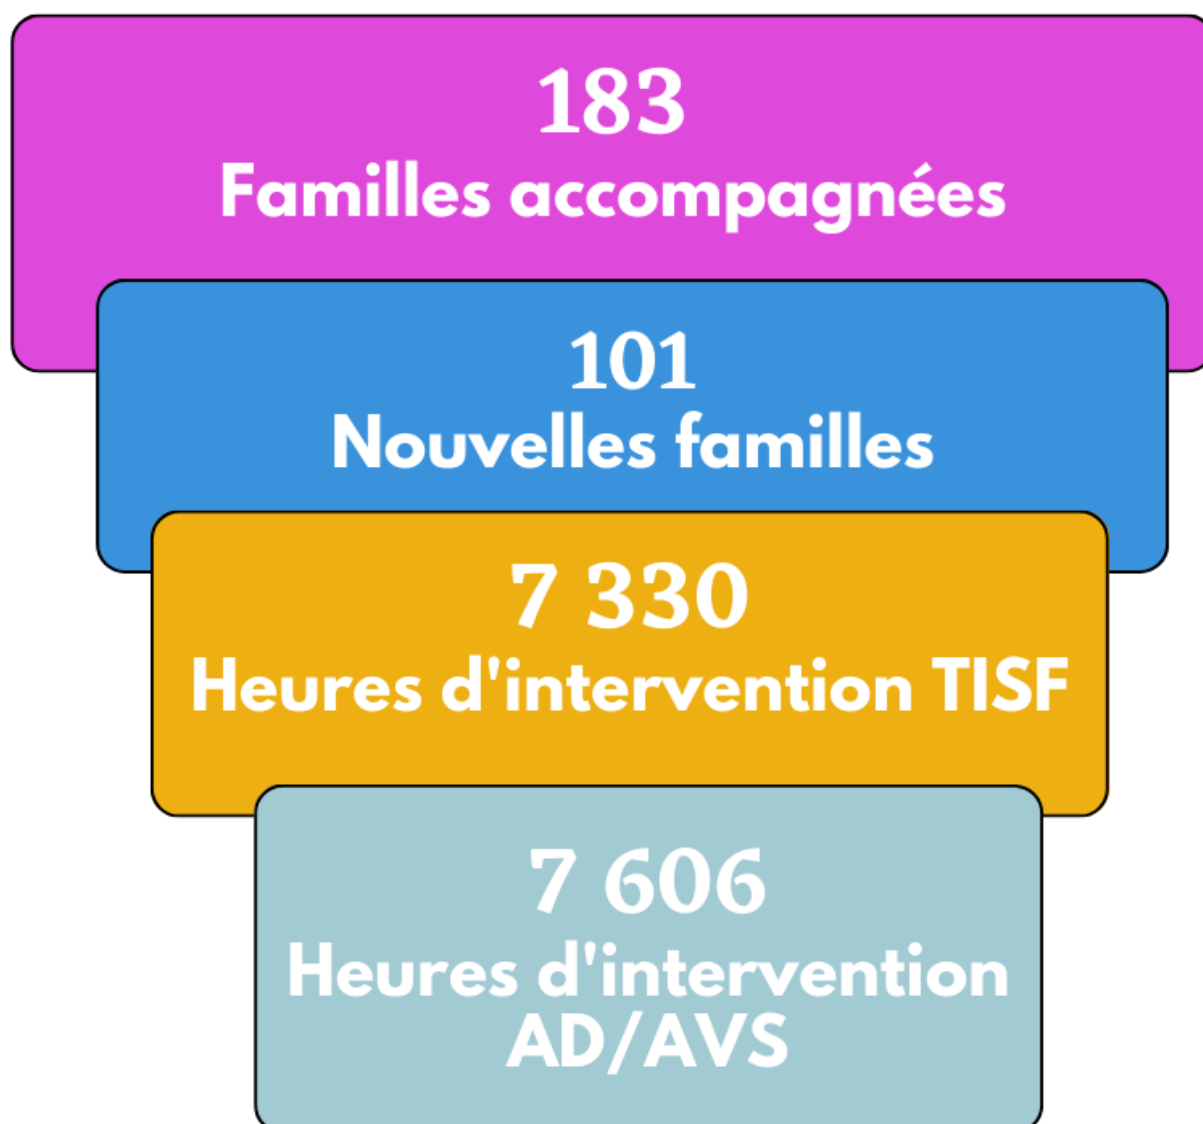 183
Familles accompagnées
101
Nouvelles familles
7 330
Heures d'intervention TISF
7 606
Heures d'intervention
AD/AVS